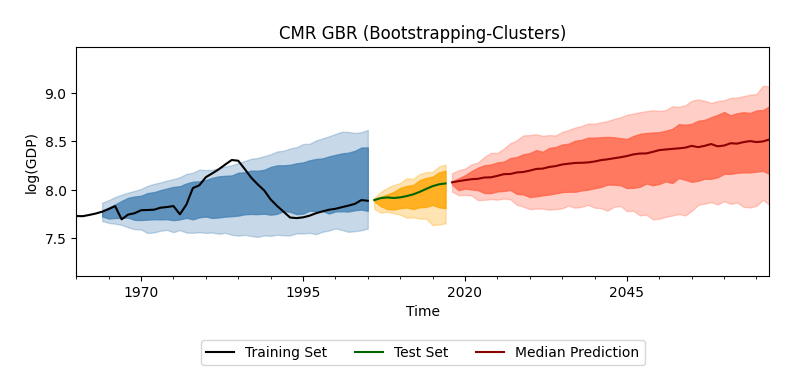 CMR GBR (Bootstrapping-Clusters)
log(GDP)
9.0
8.5
8.0
7.5
1970 1995 2020 2045
Time
Training Set Test Set Median Prediction